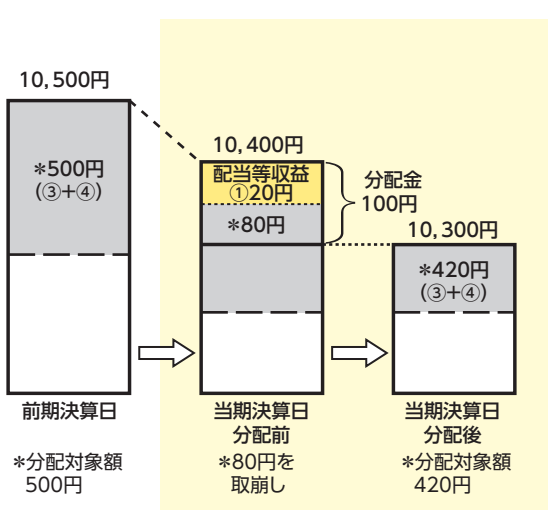 10,500円
*500円
(③+④)
前期決算日
*分配対象額
500円
10,400円
配当等収益
①20円
*80円
分配金
100円
当期決算日
分配前
*80円を
取崩し
10,300円
*420円
(③+④)
当期決算日
分配後
*分配対象額
420円